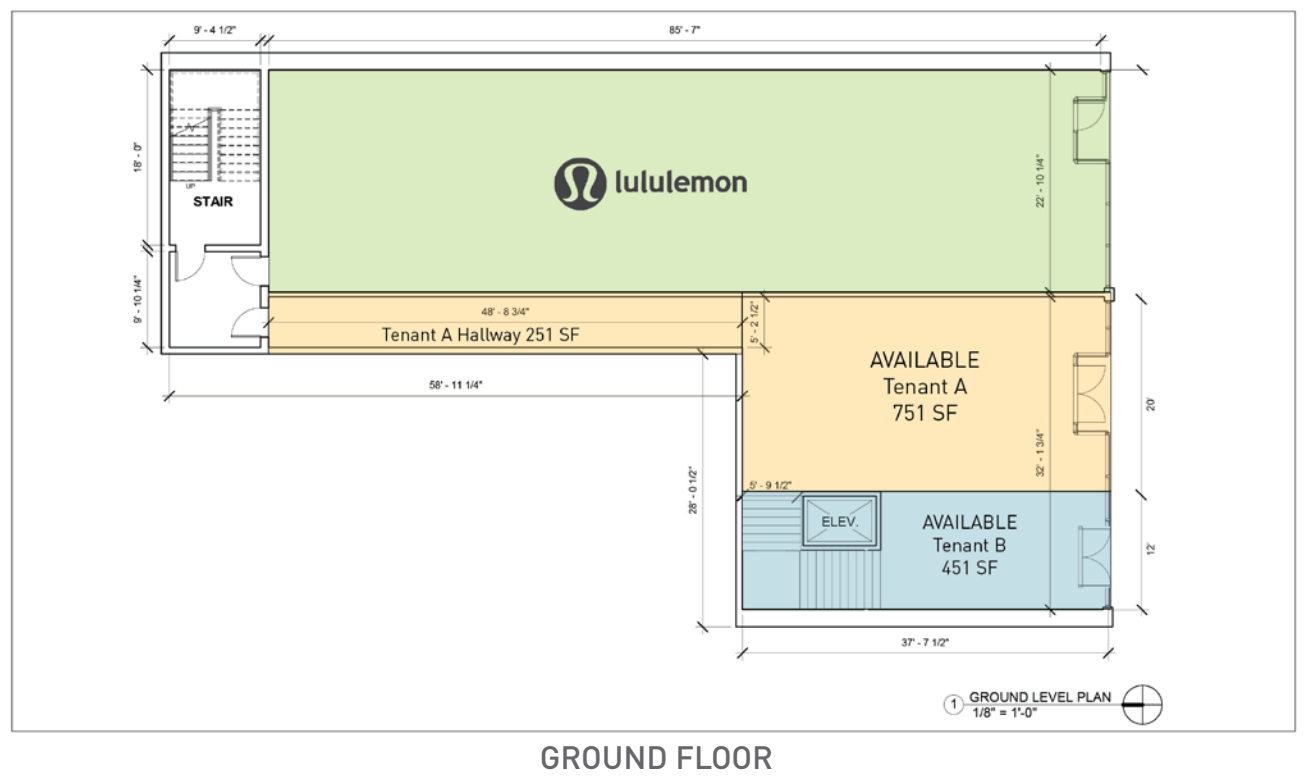 9' - 4 1/2"
85' - 7"
18' - 0"
UP
STAIR
lululemon
22' - 10 1/4"
9' - 10 1/4"
48' - 8 3/4"
Tenant A Hallway 251 SF
5' - 2 1/2"
58' - 11 1/4"
AVAILABLE
Tenant A
751 SF
20'
32' - 1 3/4"
28' - 0 1/2"
5' - 9 1/2"
ELEV.
AVAILABLE
Tenant B
451 SF
12'
37' - 7 1/2"
1
GROUND LEVEL PLAN
1/8" = 1'-0"
GROUND FLOOR